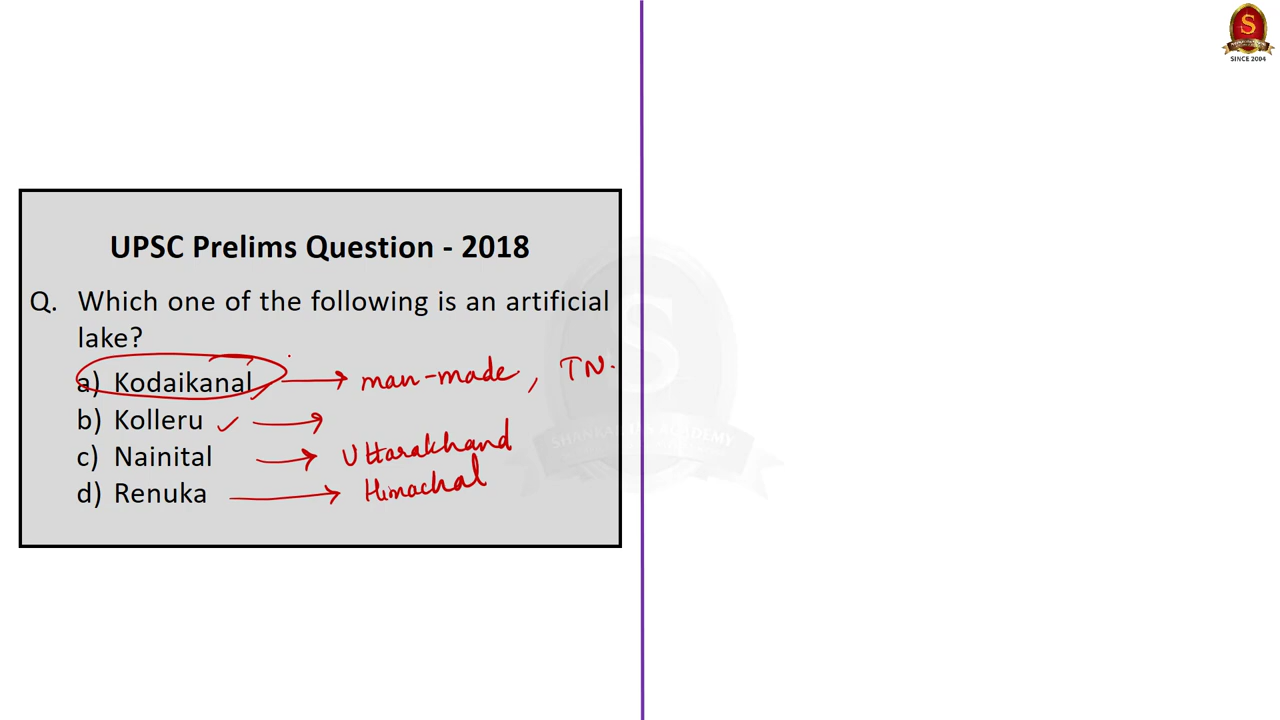 SINCE 2004
UPSC Prelims Question - 2018
Q. Which one of the following is an artificial
lake?
a) Kodaikanal → man-made, TN.
b) Kolleru ✓ →
c) Nainital → Uttarakhand
d) Renuka → Himachal